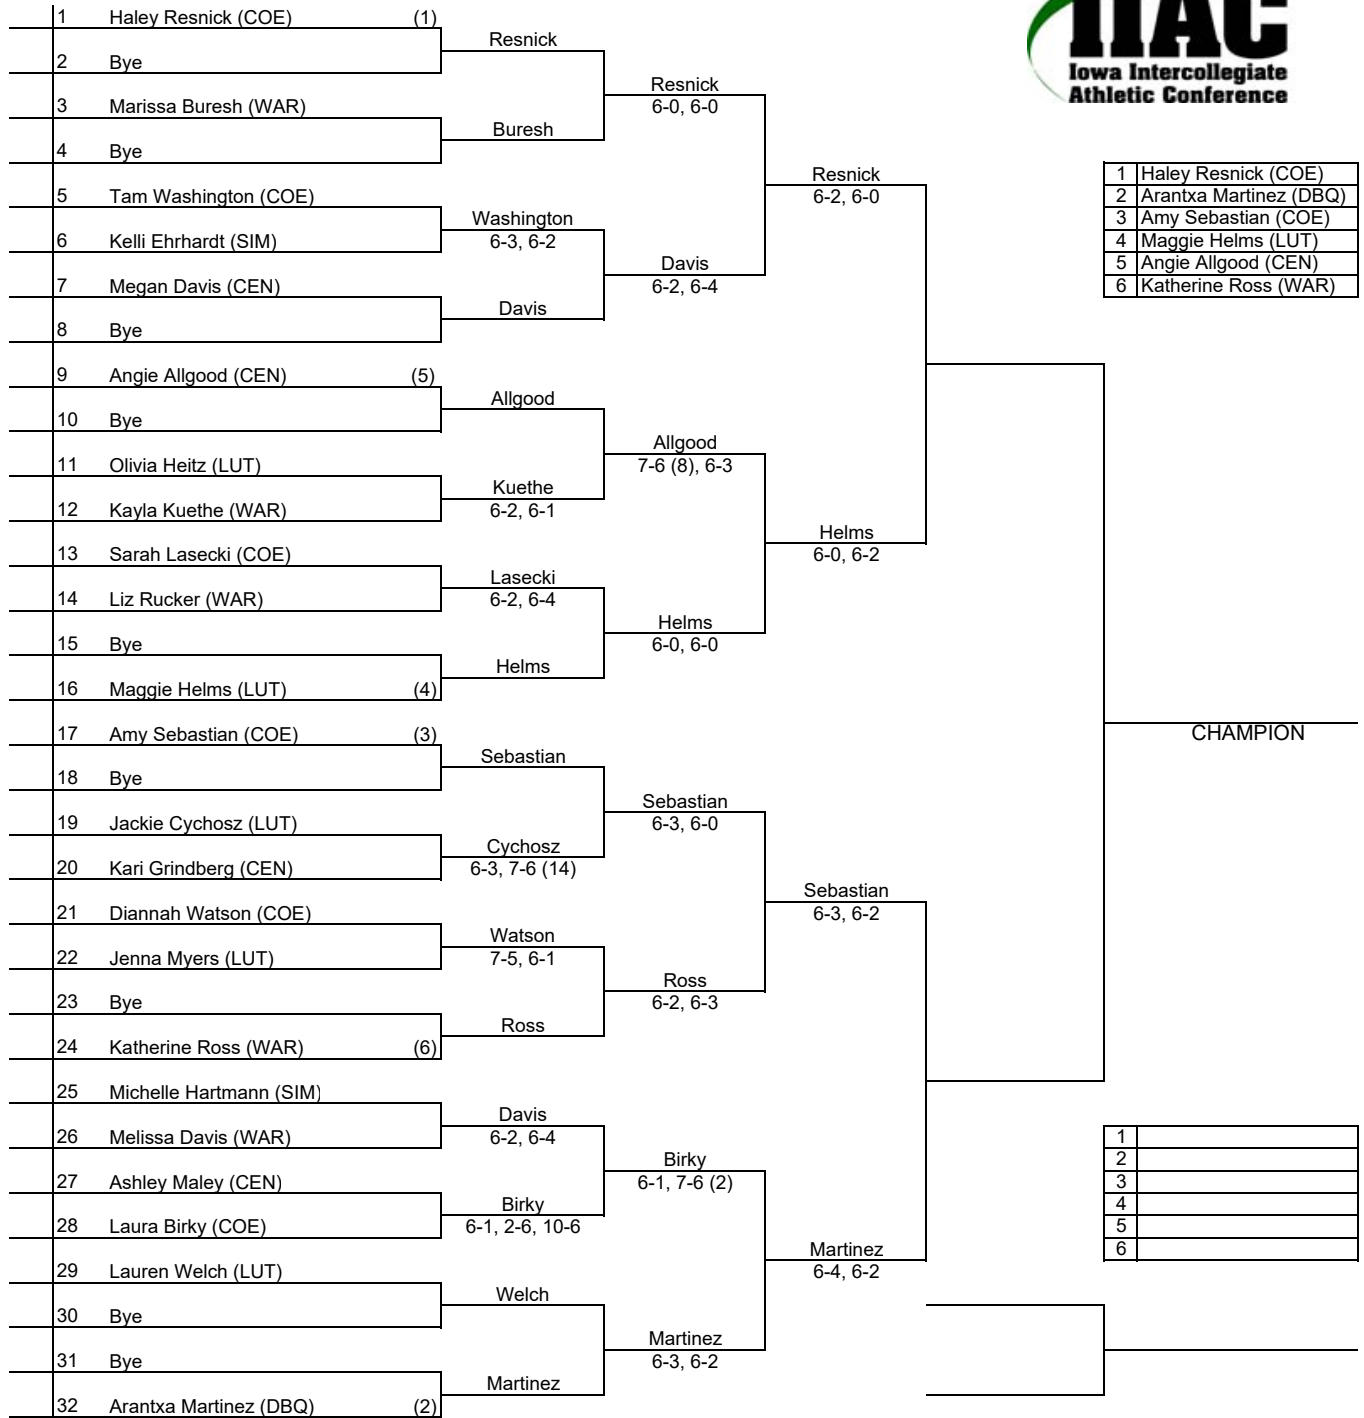 IIAC
Iowa Intercollegiate
Athletic Conference
1 Haley Resnick (COE) (1)
Resnick
2 Bye
Resnick
3 Marissa Buresh (WAR) 6-0, 6-0
Buresh
4 Bye
Resnick
5 Tam Washington (COE) 6-2, 6-0
Washington
6 Kelli Ehrhardt (SIM) 6-3, 6-2
Davis
7 Megan Davis (CEN) 6-2, 6-4
Davis
8 Bye
9 Angie Allgood (CEN) (5)
Allgood
10 Bye
Allgood
11 Olivia Heitz (LUT) 7-6 (8), 6-3
Kuethe
12 Kayla Kuethe (WAR) 6-2, 6-1
Helms
13 Sarah Lasecki (COE) 6-0, 6-2
Lasecki
14 Liz Rucker (WAR) 6-2, 6-4
Helms
15 Bye 6-0, 6-0
Helms
16 Maggie Helms (LUT) (4)
17 Amy Sebastian (COE) (3)
CHAMPION
Sebastian
18 Bye
Sebastian
19 Jackie Cychosz (LUT) 6-3, 6-0
Cychosz
20 Kari Grindberg (CEN) 6-3, 7-6 (14)
Sebastian
21 Diannah Watson (COE) 6-3, 6-2
Watson
22 Jenna Myers (LUT) 7-5, 6-1
Ross
23 Bye 6-2, 6-3
Ross
24 Katherine Ross (WAR) (6)
25 Michelle Hartmann (SIM)
Davis
26 Melissa Davis (WAR) 6-2, 6-4
Birky
27 Ashley Maley (CEN) 6-1, 7-6 (2)
Birky
28 Laura Birky (COE) 6-1, 2-6, 10-6
Martinez
29 Lauren Welch (LUT) 6-4, 6-2
Welch
30 Bye
Martinez
31 Bye 6-3, 6-2
Martinez
32 Arantxa Martinez (DBQ) (2)
1 Haley Resnick (COE)
2 Arantxa Martinez (DBQ)
3 Amy Sebastian (COE)
4 Maggie Helms (LUT)
5 Angie Allgood (CEN)
6 Katherine Ross (WAR)
1
2
3
4
5
6